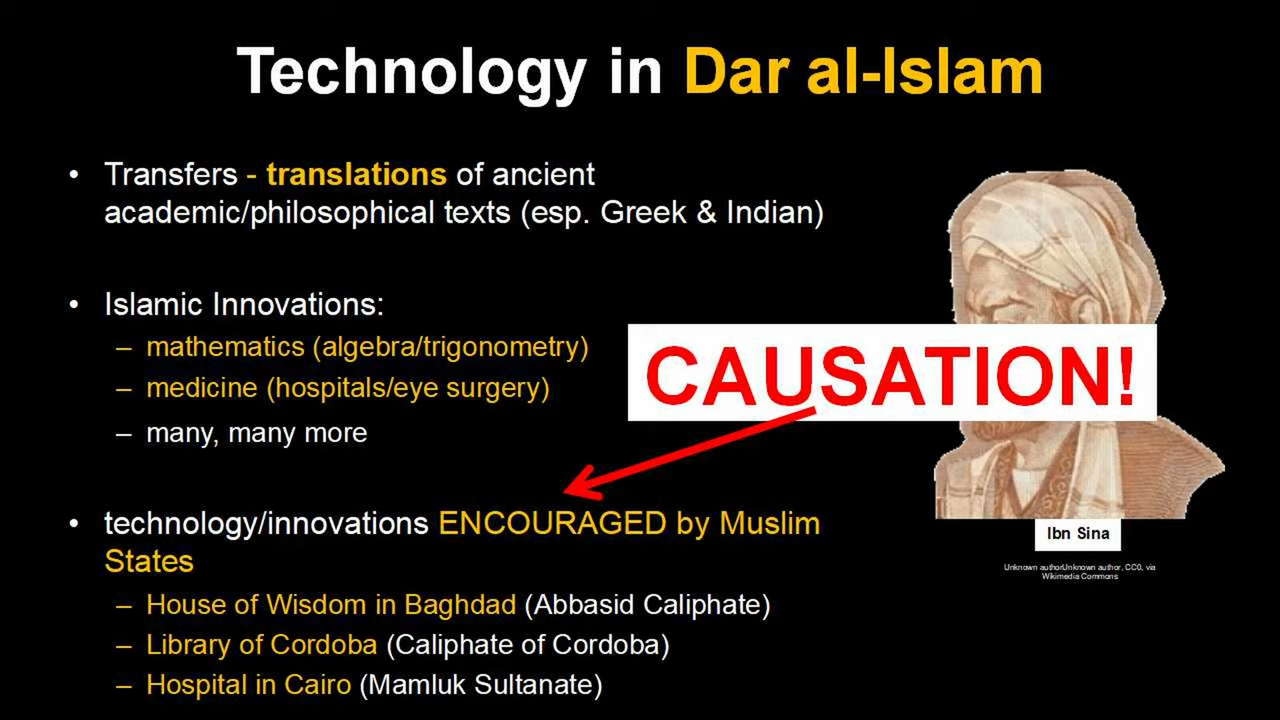 Technology in Dar al-Islam
• Transfers - translations of ancient
academic/philosophical texts (esp. Greek & Indian)
• Islamic Innovations:
– mathematics (algebra/trigonometry)
– medicine (hospitals/eye surgery)
– many, many more
CAUSATION!
• technology/innovations ENCOURAGED by Muslim
States
– House of Wisdom in Baghdad (Abbasid Caliphate)
– Library of Cordoba (Caliphate of Cordoba)
– Hospital in Cairo (Mamluk Sultanate)
Ibn Sina
Unknown authorUnknown author, CC0, via
Wikimedia Commons